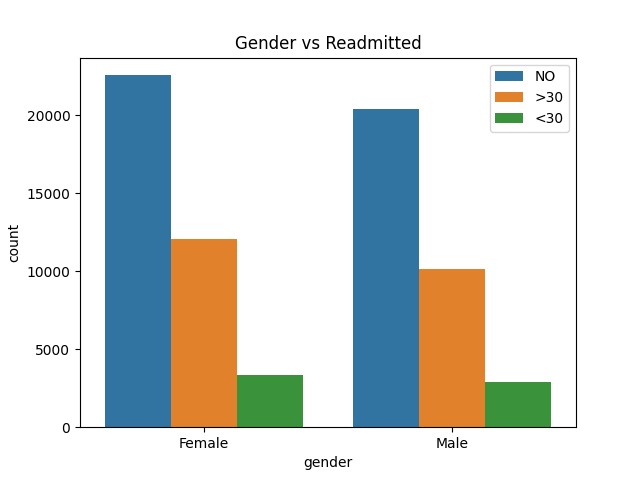 Gender vs Readmitted
NO
>30
<30
20000
15000
10000
5000
0
count
Female Male
gender